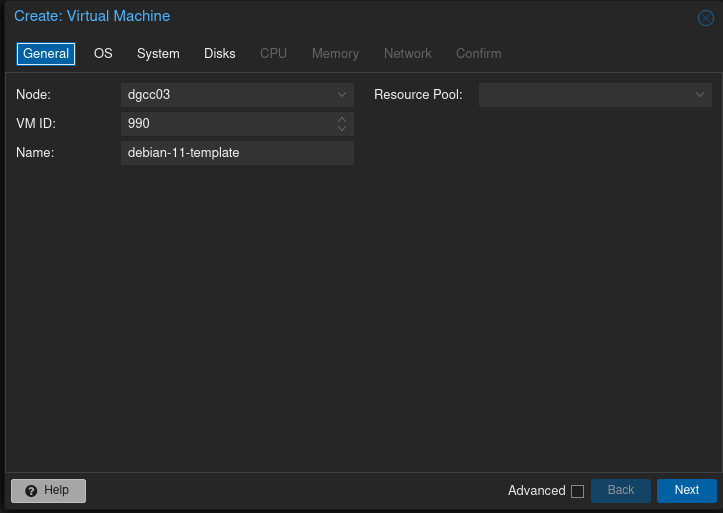 Create: Virtual Machine
General OS System Disks CPU Memory Network Confirm
Node: dgcc03 Resource Pool:
VM ID: 990
Name: debian-11-template
Help Advanced Back Next